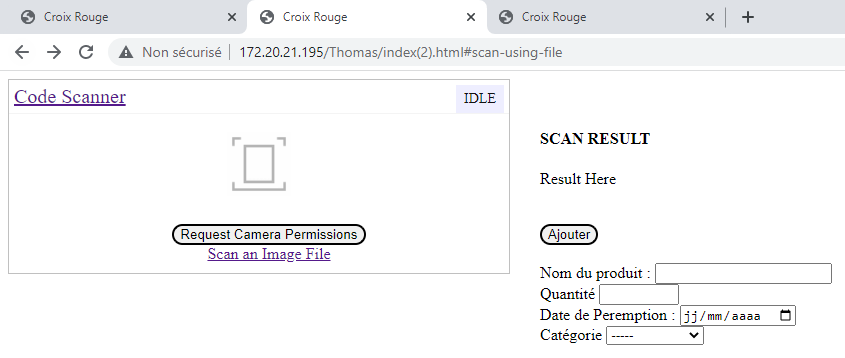 Croix Rouge
Croix Rouge
Croix Rouge
Non sécurisé 172.20.21.195/Thomas/index(2).html#scan-using-file
Code Scanner
IDLE
Request Camera Permissions
Scan an Image File
SCAN RESULT
Result Here
Ajouter
Nom du produit :
Quantité
Date de Peremption : jj/mm/aaaa
Catégorie -----